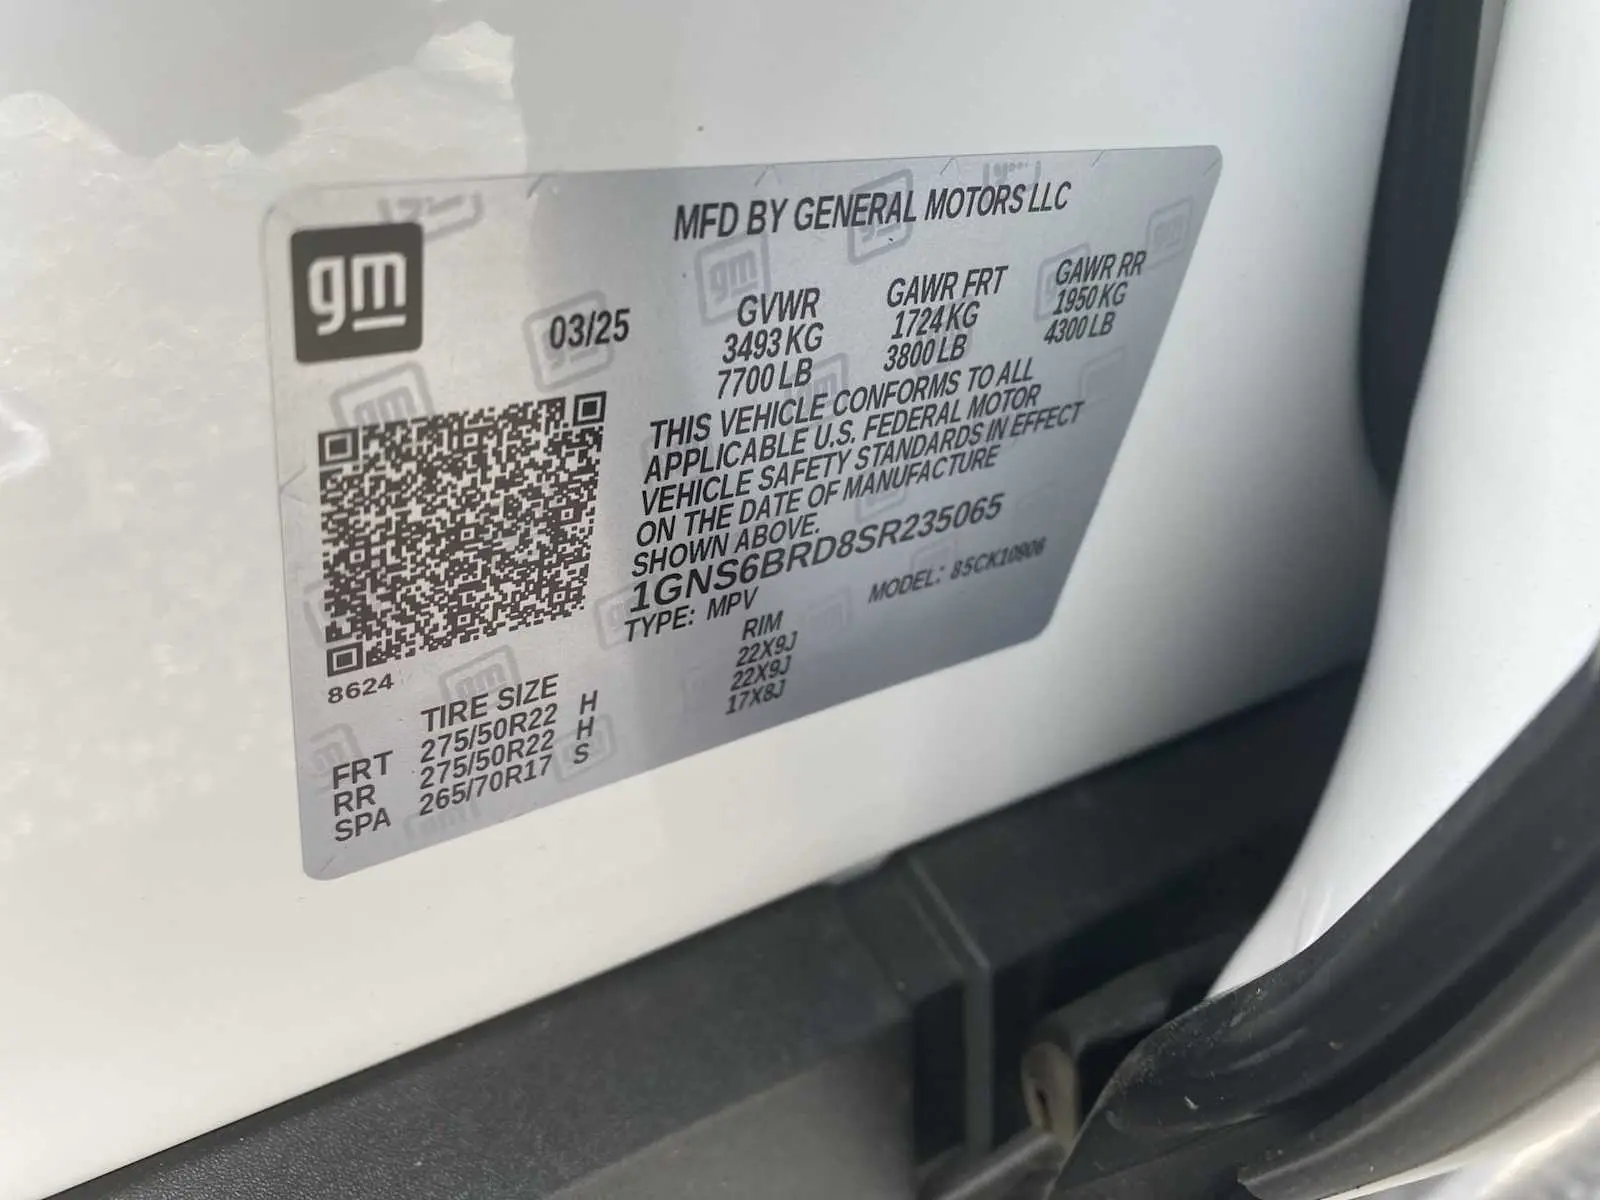 MFD BY GENERAL MOTORS LLC
gm
03/25
GVWR GAWR FRT GAWR RR
3493 KG 1724 KG 1950 KG
7700 LB 3800 LB 4300 LB
THIS VEHICLE CONFORMS TO ALL
APPLICABLE U.S. FEDERAL MOTOR
VEHICLE SAFETY STANDARDS IN EFFECT
ON THE DATE OF MANUFACTURE
SHOWN ABOVE.
1GNS6BRD8SR235065
TYPE: MPV MODEL: 85CK10906
8624
TIRE SIZE RIM
FRT 275/50R22 H 22X9J
RR 275/50R22 H 22X9J
SPA 265/70R17 S 17X8J